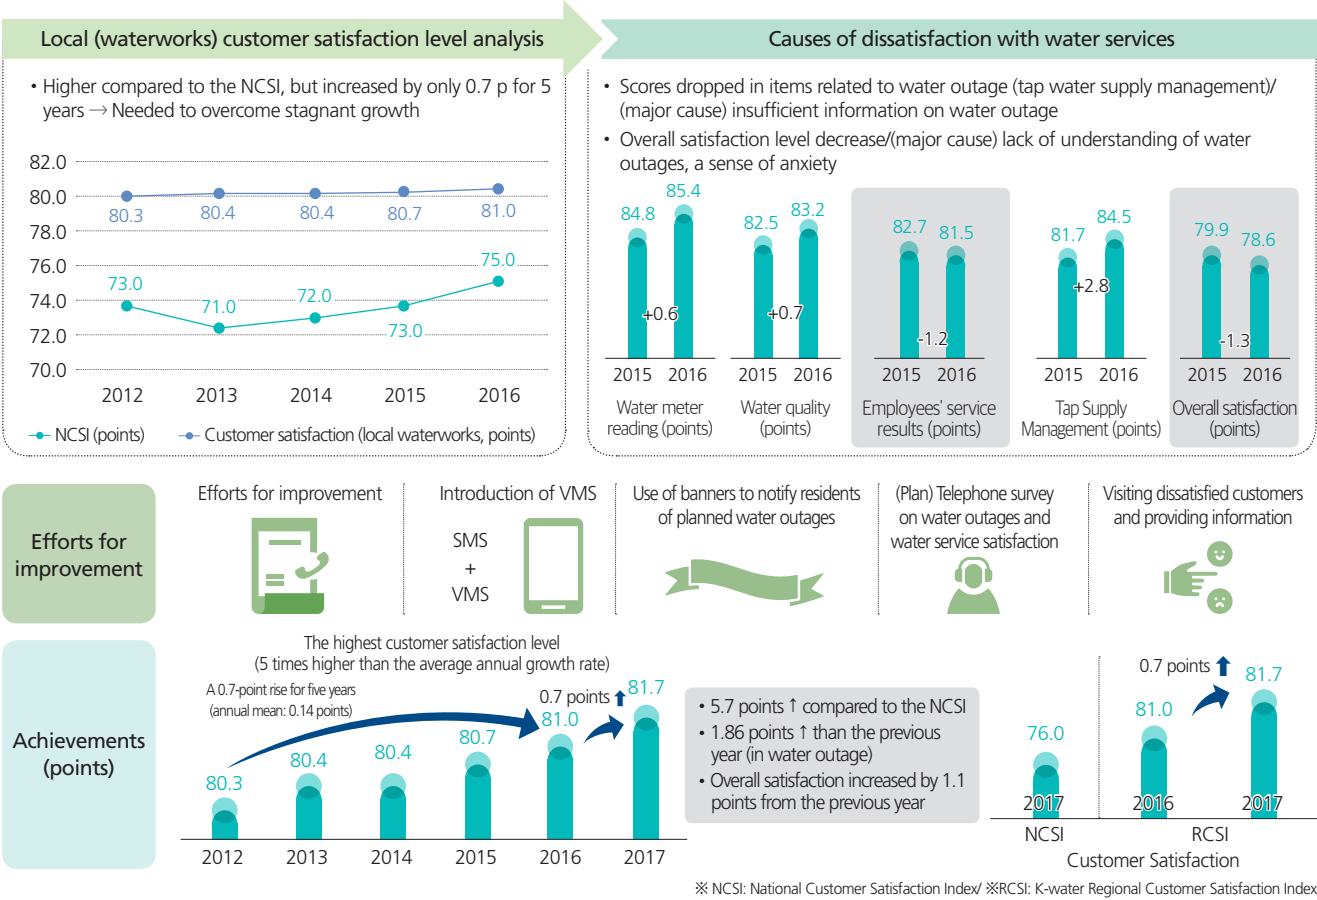 Local (waterworks) customer satisfaction level analysis
• Higher compared to the NCSI, but increased by only 0.7 p for 5
years → Needed to overcome stagnant growth
82.0
80.0
78.0
76.0
74.0
72.0
70.0
80.3
80.4
80.4
80.7
81.0
73.0
71.0
72.0
73.0
75.0
2012
2013
2014
2015
2016
NCSI (points)
Customer satisfaction (local waterworks, points)
Causes of dissatisfaction with water services
• Scores dropped in items related to water outage (tap water supply management)/
(major cause) insufficient information on water outage
• Overall satisfaction level decrease/(major cause) lack of understanding of water
outages, a sense of anxiety
84.8
85.4
+0.6
2015
2016
Water meter
reading (points)
82.5
83.2
+0.7
2015
2016
Water quality
(points)
82.7
81.5
-1.2
2015
2016
Employees' service
results (points)
81.7
84.5
+2.8
2015
2016
Tap Supply
Management (points)
79.9
78.6
-1.3
2015
2016
Overall satisfaction
(points)
Efforts for
improvement
Efforts for improvement
Introduction of VMS
SMS
+
VMS
Use of banners to notify residents
of planned water outages
(Plan) Telephone survey
on water outages and
water service satisfaction
Visiting dissatisfied customers
and providing information
Achievements
(points)
The highest customer satisfaction level
(5 times higher than the average annual growth rate)
A 0.7-point rise for five years
(annual mean: 0.14 points)
0.7 points
80.3
80.4
80.4
80.7
81.0
81.7
2012
2013
2014
2015
2016
2017
• 5.7 points ↑ compared to the NCSI
• 1.86 points ↑ than the previous
year (in water outage)
• Overall satisfaction increased by 1.1
points from the previous year
0.7 points
76.0
81.0
81.7
2017
2016
2017
NCSI
RCSI
Customer Satisfaction
※ NCSI: National Customer Satisfaction Index/ ※RCSI: K-water Regional Customer Satisfaction Index